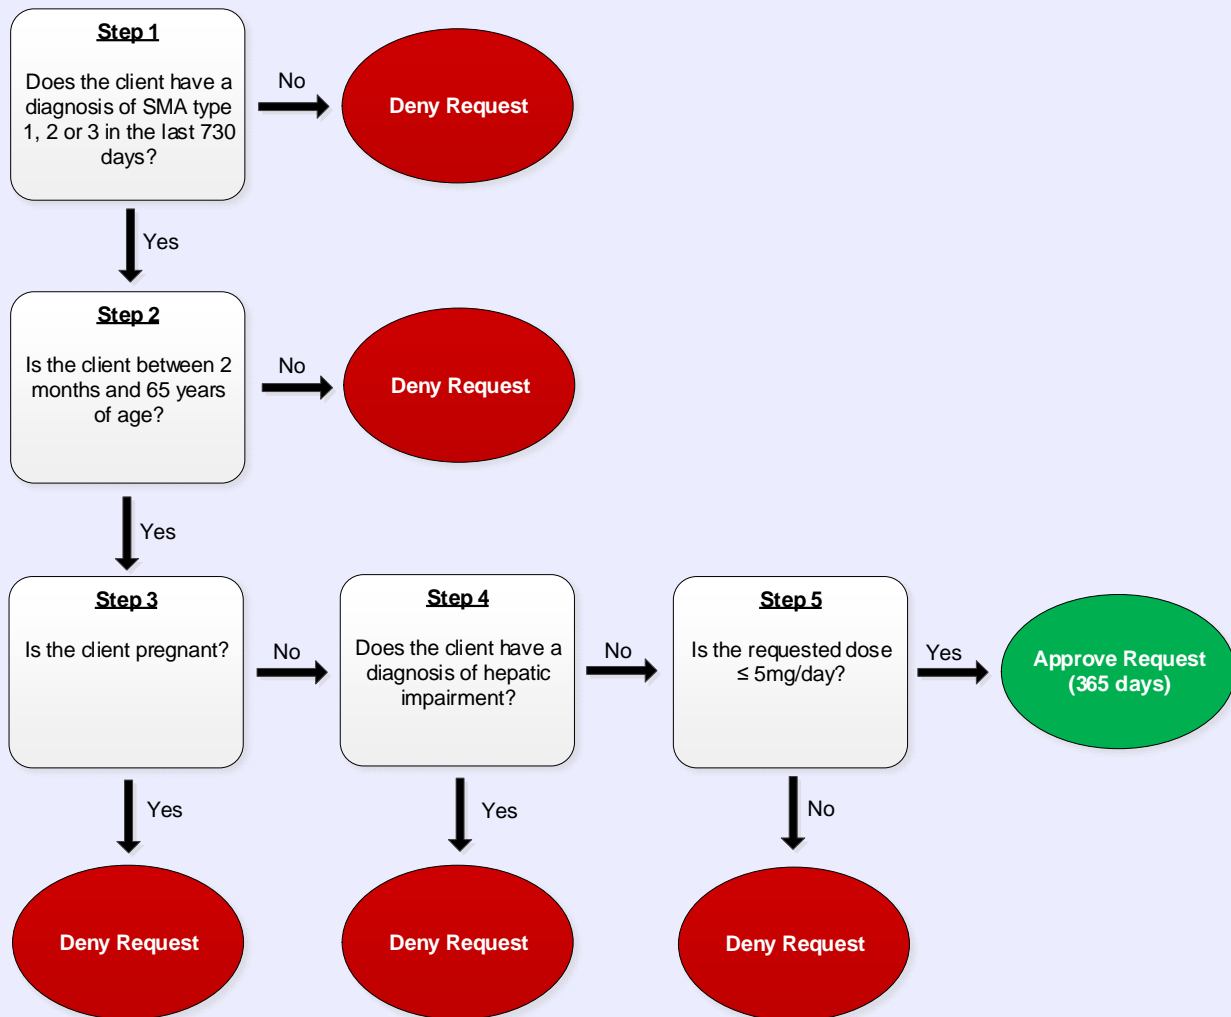 Step 1
Does the client have a
diagnosis of SMA type
1, 2 or 3 in the last 730
days?
No
Deny Request
Yes
Step 2
Is the client between 2
months and 65 years
of age?
No
Deny Request
Yes
Step 3
Is the client pregnant?
No
Step 4
Does the client have a
diagnosis of hepatic
impairment?
No
Step 5
Is the requested dose
≤ 5mg/day?
Yes
Approve Request
(365 days)
Yes
Deny Request
Yes
Deny Request
No
Deny Request